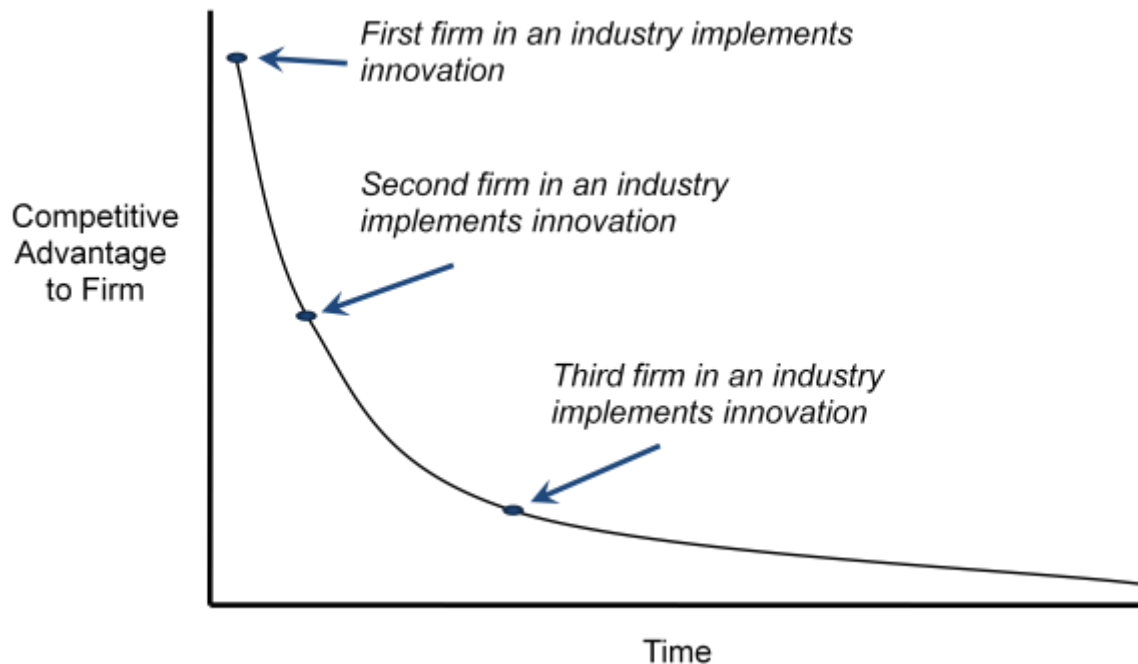 First firm in an industry implements
innovation
Second firm in an industry
implements innovation
Competitive
Advantage
to Firm
Third firm in an industry
implements innovation
Time